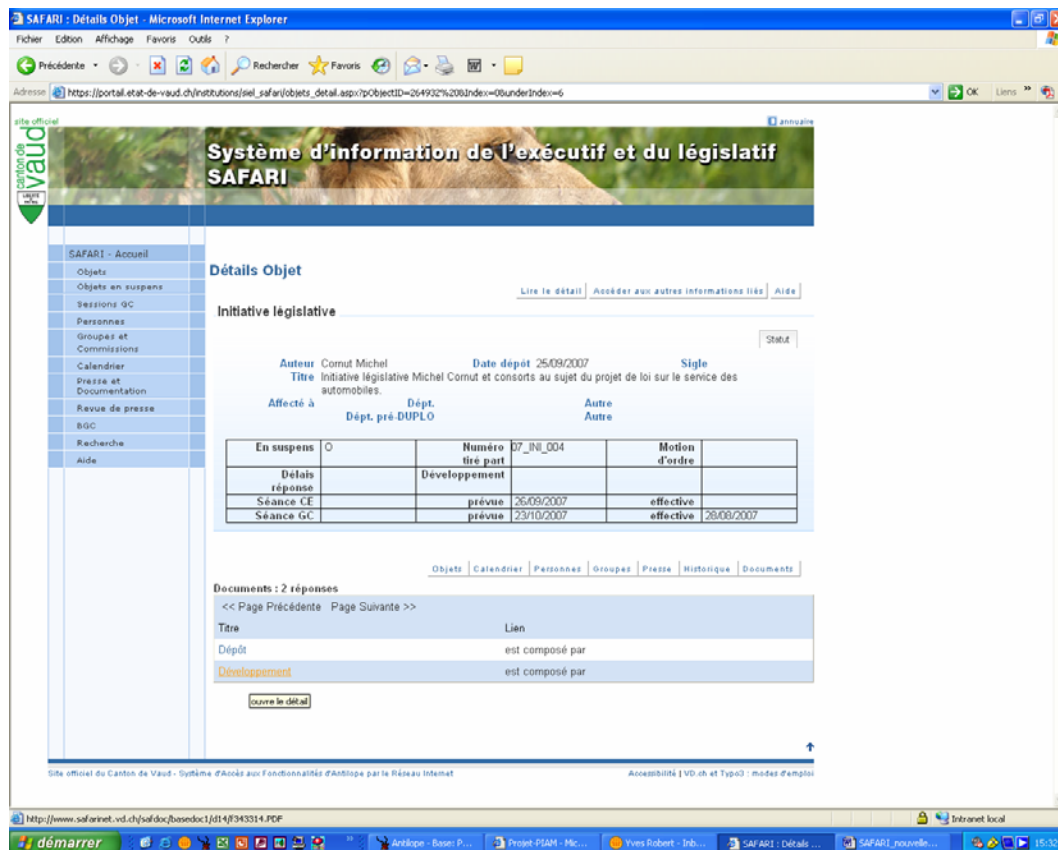 SAFARI : Détails Objet - Microsoft Internet Explorer
Fichier Edition Affichage Favoris Outils ?
Précédente Rechercher Favoris
Adresse https://portail.etat-de-vaud.ch/institutions/siel_safari/objets_detail.aspx?pObjectID=264932%20&Index=0&underIndex=6 OK Liens »
site officiel annuaire
canton de vaud
LIBERTÉ ET PATRIE
Système d'information de l'exécutif et du législatif
SAFARI
SAFARI - Accueil
Objets
Objets en suspens
Sessions GC
Personnes
Groupes et
Commissions
Calendrier
Presse et
Documentation
Revue de presse
BGC
Recherche
Aide
Détails Objet
Lire le détail Accéder aux autres informations liés Aide
Initiative législative
Statut
Auteur Cornut Michel Date dépôt 25/09/2007 Sigle
Titre Initiative législative Michel Cornut et consorts au sujet du projet de loi sur le service des
automobiles.
Affecté à Dépt. Autre
Dépt. pré-DUPLO Autre
En suspens O Numéro 07_INI_004 Motion
tiré part d'ordre
Délais Développement
réponse
Séance CE prévue 26/09/2007 effective
Séance GC prévue 23/10/2007 effective 28/08/2007
Objets Calendrier Personnes Groupes Presse Historique Documents
Documents : 2 réponses
<< Page Précédente Page Suivante >>
Titre Lien
Dépôt est composé par
Développement est composé par
ouvre le détail
Site officiel du Canton de Vaud - Système d'Accès aux Fonctionnalités d'Antilope par le Réseau Internet Accessibilité | VD.ch et Typo3 : modes d'emploi
http://www.safarinet.vd.ch/safdoc/basedoc1/d14/f343314.PDF Intranet local
démarrer » Antilope - Base: P... Projet-PIAM - Mic... Yves Robert - Inb... SAFARI : Détails ... SAFARI_nouvelle...